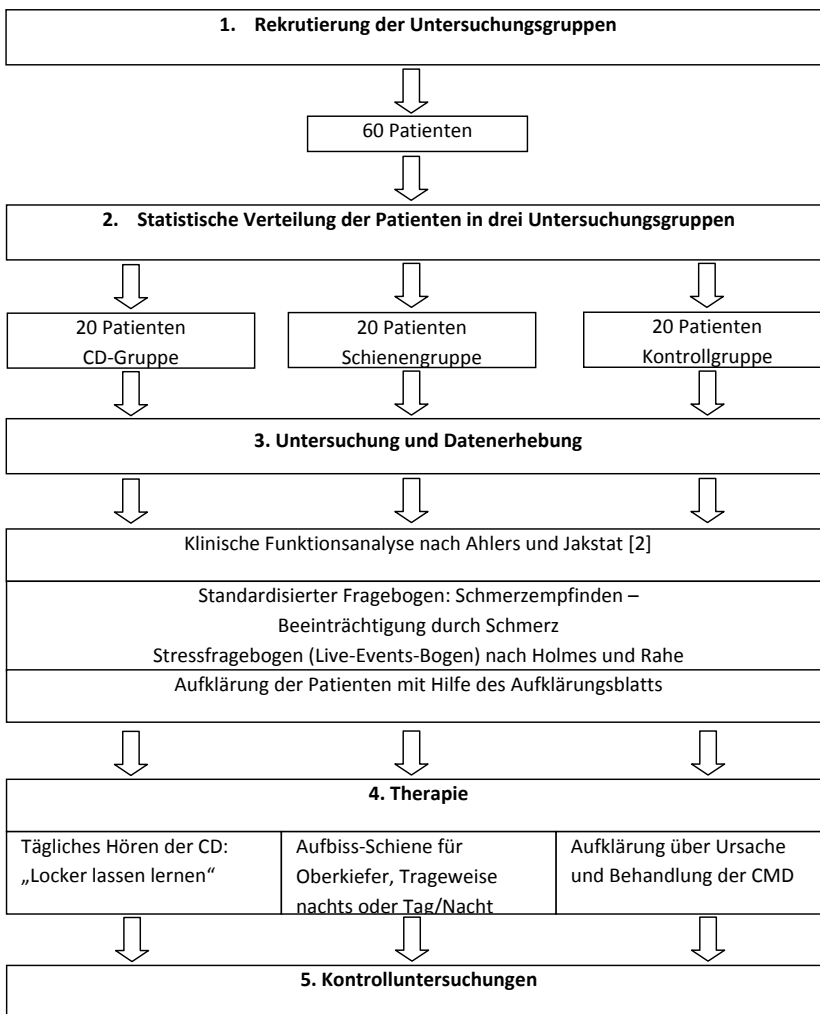 1. Rekrutierung der Untersuchungsgruppen
60 Patienten
2. Statistische Verteilung der Patienten in drei Untersuchungsgruppen
20 Patienten
CD-Gruppe
20 Patienten
Schienengruppe
20 Patienten
Kontrollgruppe
3. Untersuchung und Datenerhebung
Klinische Funktionsanalyse nach Ahlers und Jakstat [2]
Standardisierter Fragebogen: Schmerzempfinden –
Beeinträchtigung durch Schmerz
Stressfragebogen (Live-Events-Bogen) nach Holmes und Rahe
Aufklärung der Patienten mit Hilfe des Aufklärungsblatts
4. Therapie
Tägliches Hören der CD:
„Locker lassen lernen“
Aufbiss-Schiene für
Oberkiefer, Trageweise
nachts oder Tag/Nacht
Aufklärung über Ursache
und Behandlung der CMD
5. Kontrolluntersuchungen